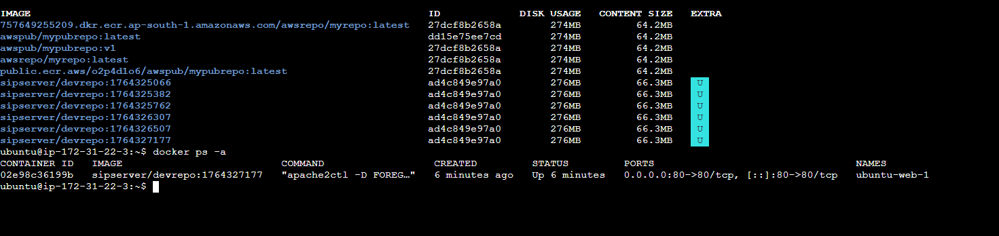 IMAGE ID DISK USAGE CONTENT SIZE EXTRA
757649255209.dkr.ecr.ap-south-1.amazonaws.com/awsrepo/myrepo:latest 27dcf8b2658a 274MB 64.2MB
awspub/mypubrepo:latest dd15e75ee7cd 274MB 64.2MB
awspub/mypubrepo:v1 27dcf8b2658a 274MB 64.2MB
awsrepo/myrepo:latest 27dcf8b2658a 274MB 64.2MB
public.ecr.aws/o2p4d1o6/awspub/mypubrepo:latest 27dcf8b2658a 274MB 64.2MB
sipserver/devrepo:1764325066 ad4c849e97a0 276MB 66.3MB U
sipserver/devrepo:1764325382 ad4c849e97a0 276MB 66.3MB U
sipserver/devrepo:1764325762 ad4c849e97a0 276MB 66.3MB U
sipserver/devrepo:1764326307 ad4c849e97a0 276MB 66.3MB U
sipserver/devrepo:1764326507 ad4c849e97a0 276MB 66.3MB U
sipserver/devrepo:1764327177 ad4c849e97a0 276MB 66.3MB U
ubuntu@ip-172-31-22-3:~$ docker ps -a
CONTAINER ID IMAGE COMMAND CREATED STATUS PORTS NAMES
02e98c36199b sipserver/devrepo:1764327177 "apache2ctl -D FOREG…" 6 minutes ago Up 6 minutes 0.0.0.0:80->80/tcp, [::]:80->80/tcp ubuntu-web-1
ubuntu@ip-172-31-22-3:~$